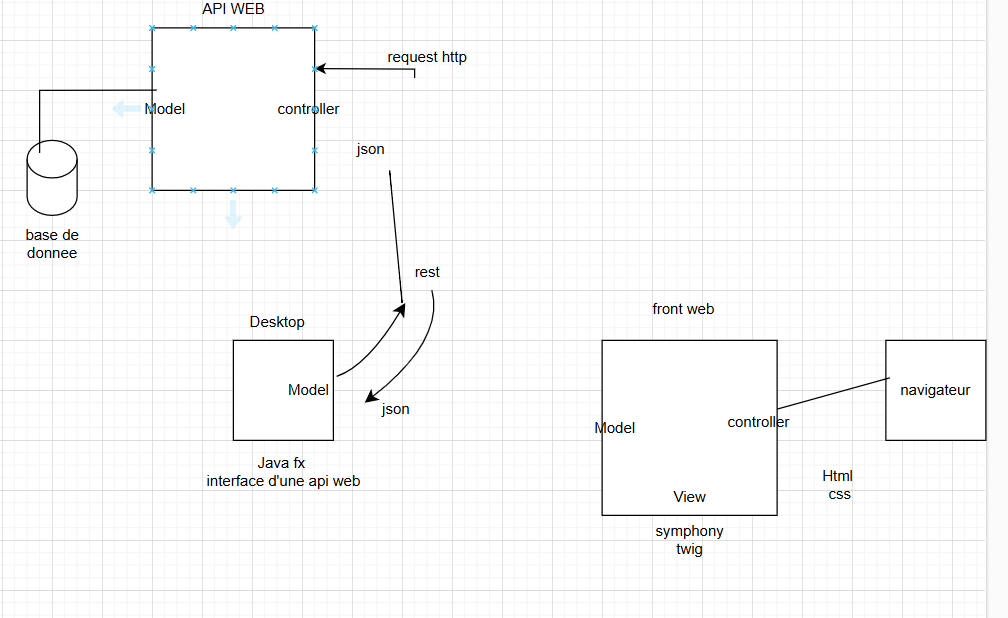 API WEB
request http
Model
controller
json
base de
donnee
rest
Desktop
Model
json
Java fx
interface d'une api web
front web
Model
controller
View
symphony
twig
navigateur
Html
css